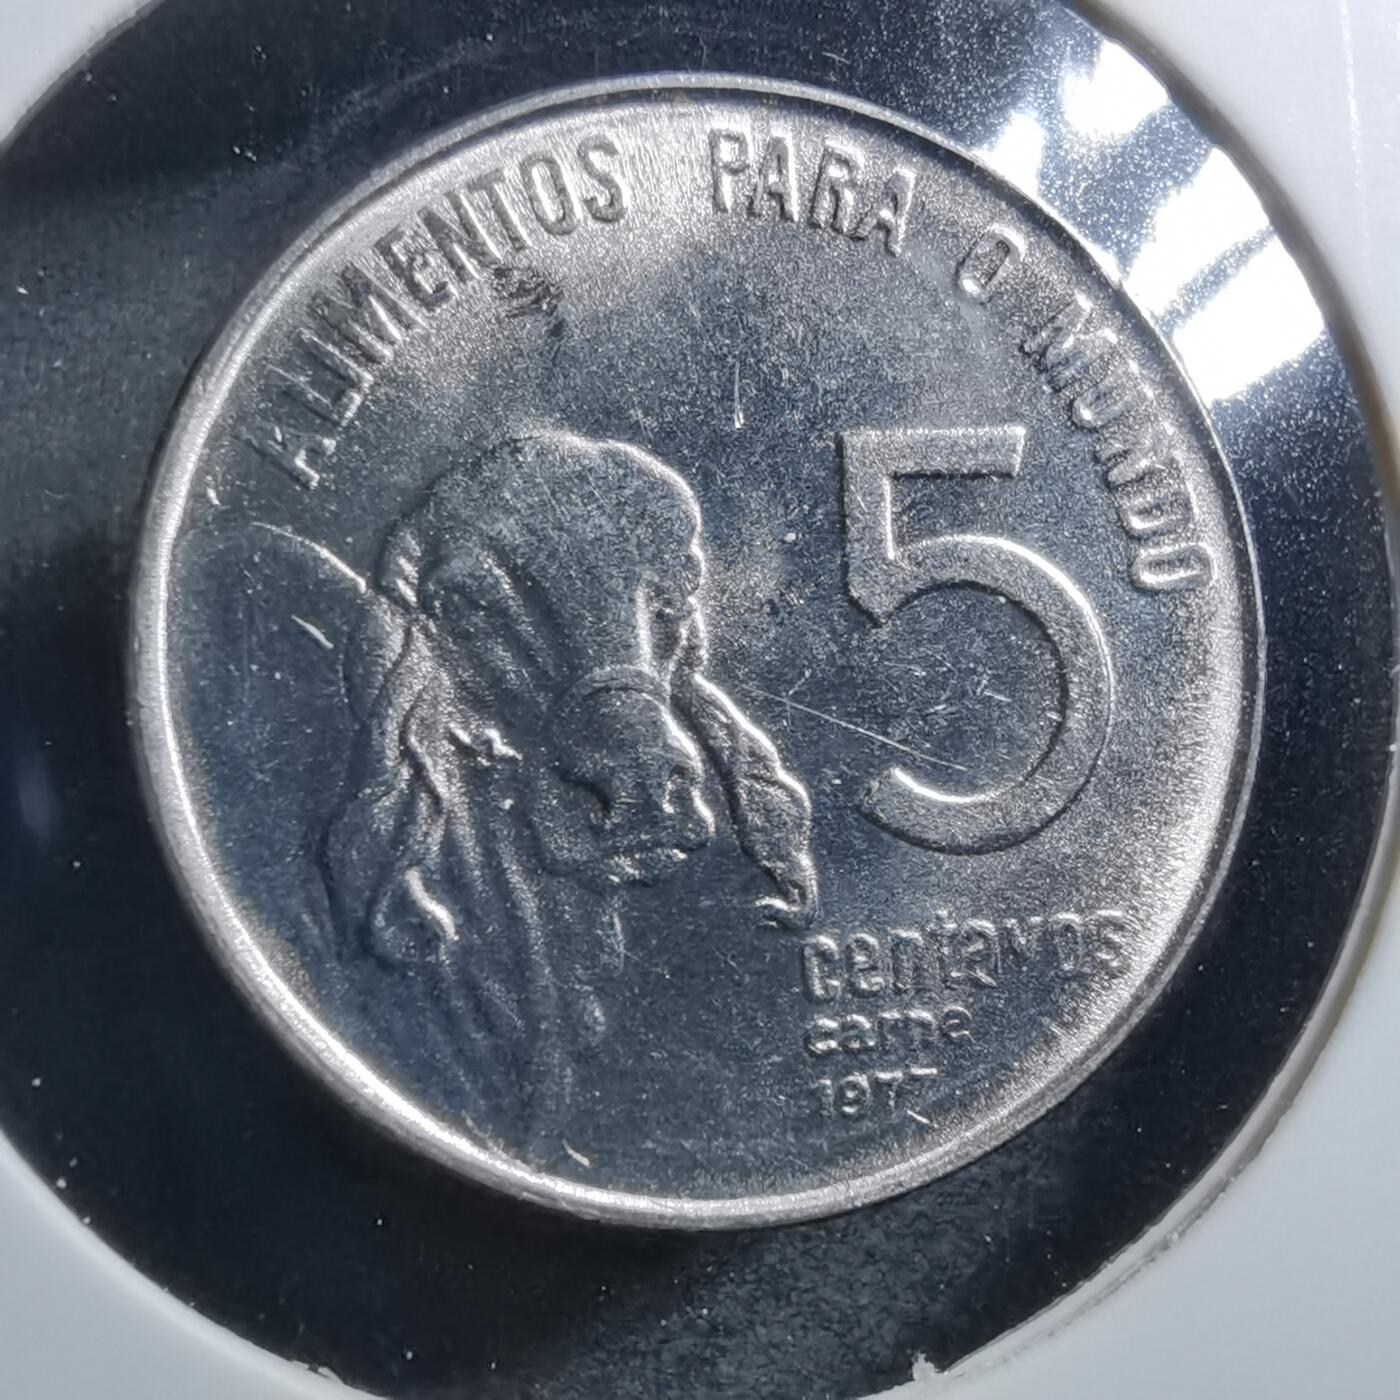 ALIMENTOS PARA O MUNDO
5
centavos
carne
1977